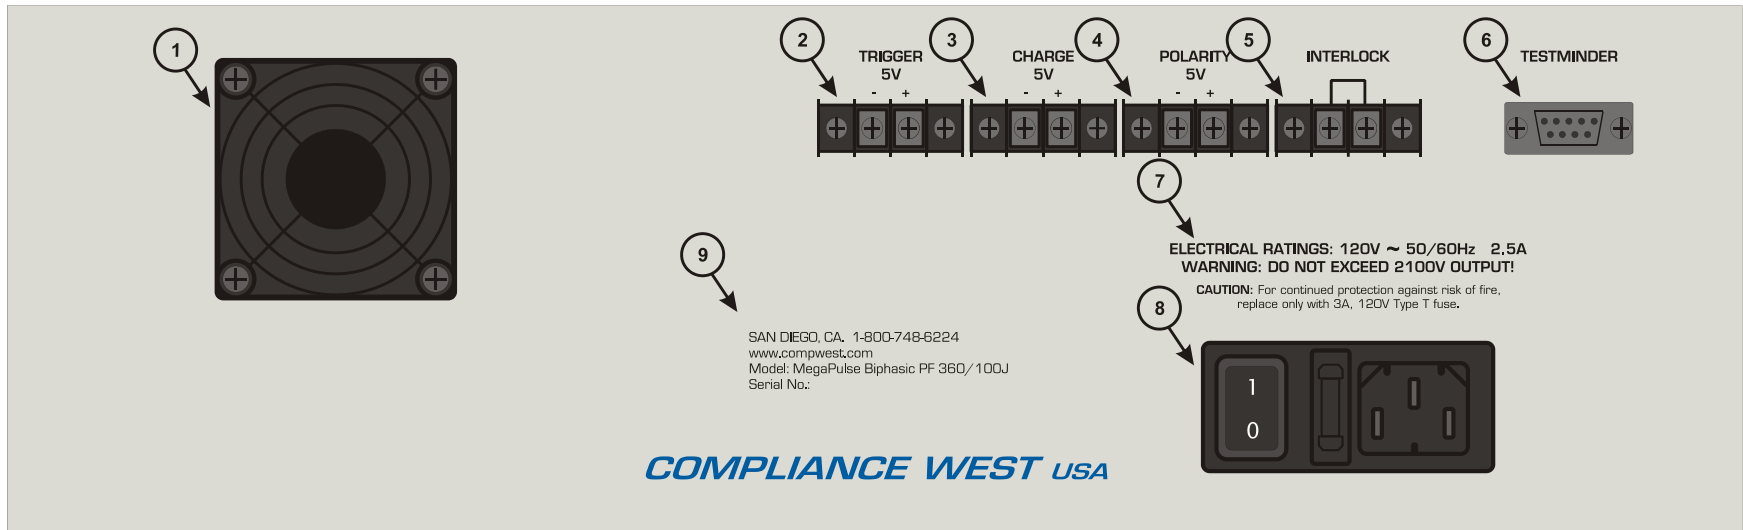 1
2 3 4 5 6
TRIGGER CHARGE POLARITY INTERLOCK TESTMINDER
5V 5V 5V
- + - + - +
7
ELECTRICAL RATINGS: 120V ~ 50/60Hz 2.5A
WARNING: DO NOT EXCEED 2100V OUTPUT!
CAUTION: For continued protection against risk of fire,
replace only with 3A, 120V Type T fuse.
9
SAN DIEGO, CA. 1-800-748-6224
www.compwest.com
Model: MegaPulse Biphasic PF 360/100J
Serial No.:
8
1
0
COMPLIANCE WEST USA